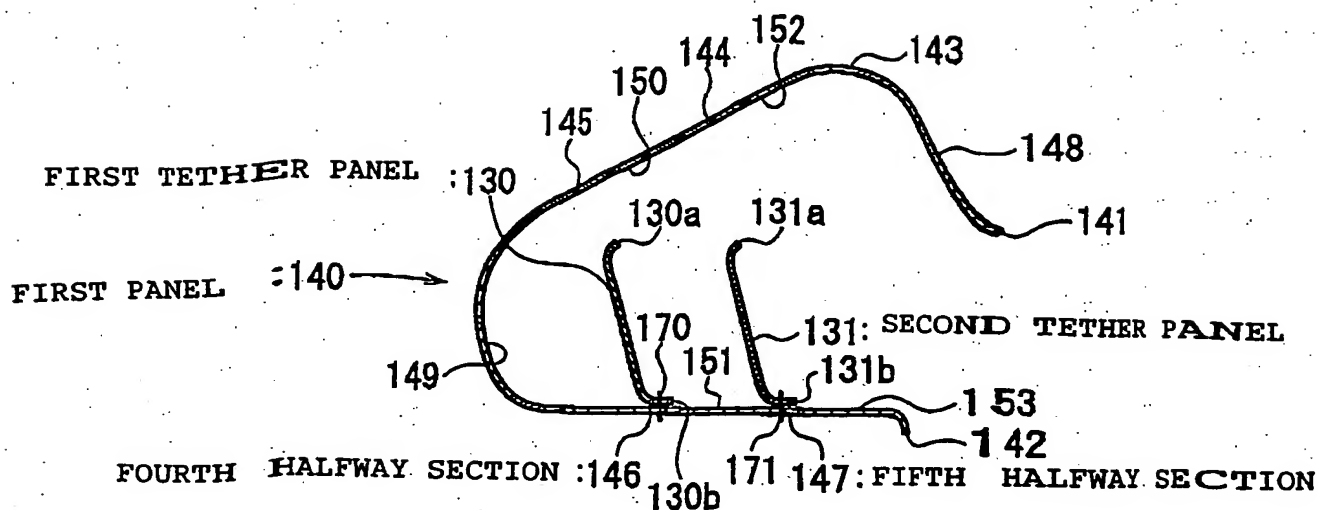 152
143
144
150
145
148
FIRST TETHER PANEL :130
130a
131a
141
FIRST PANEL :140
170
131: SECOND TETHER PANEL
149
151
131b
153
142
FOURTH HALFWAY SECTION :146
130b
171
147: FIFTH HALFWAY SECTION